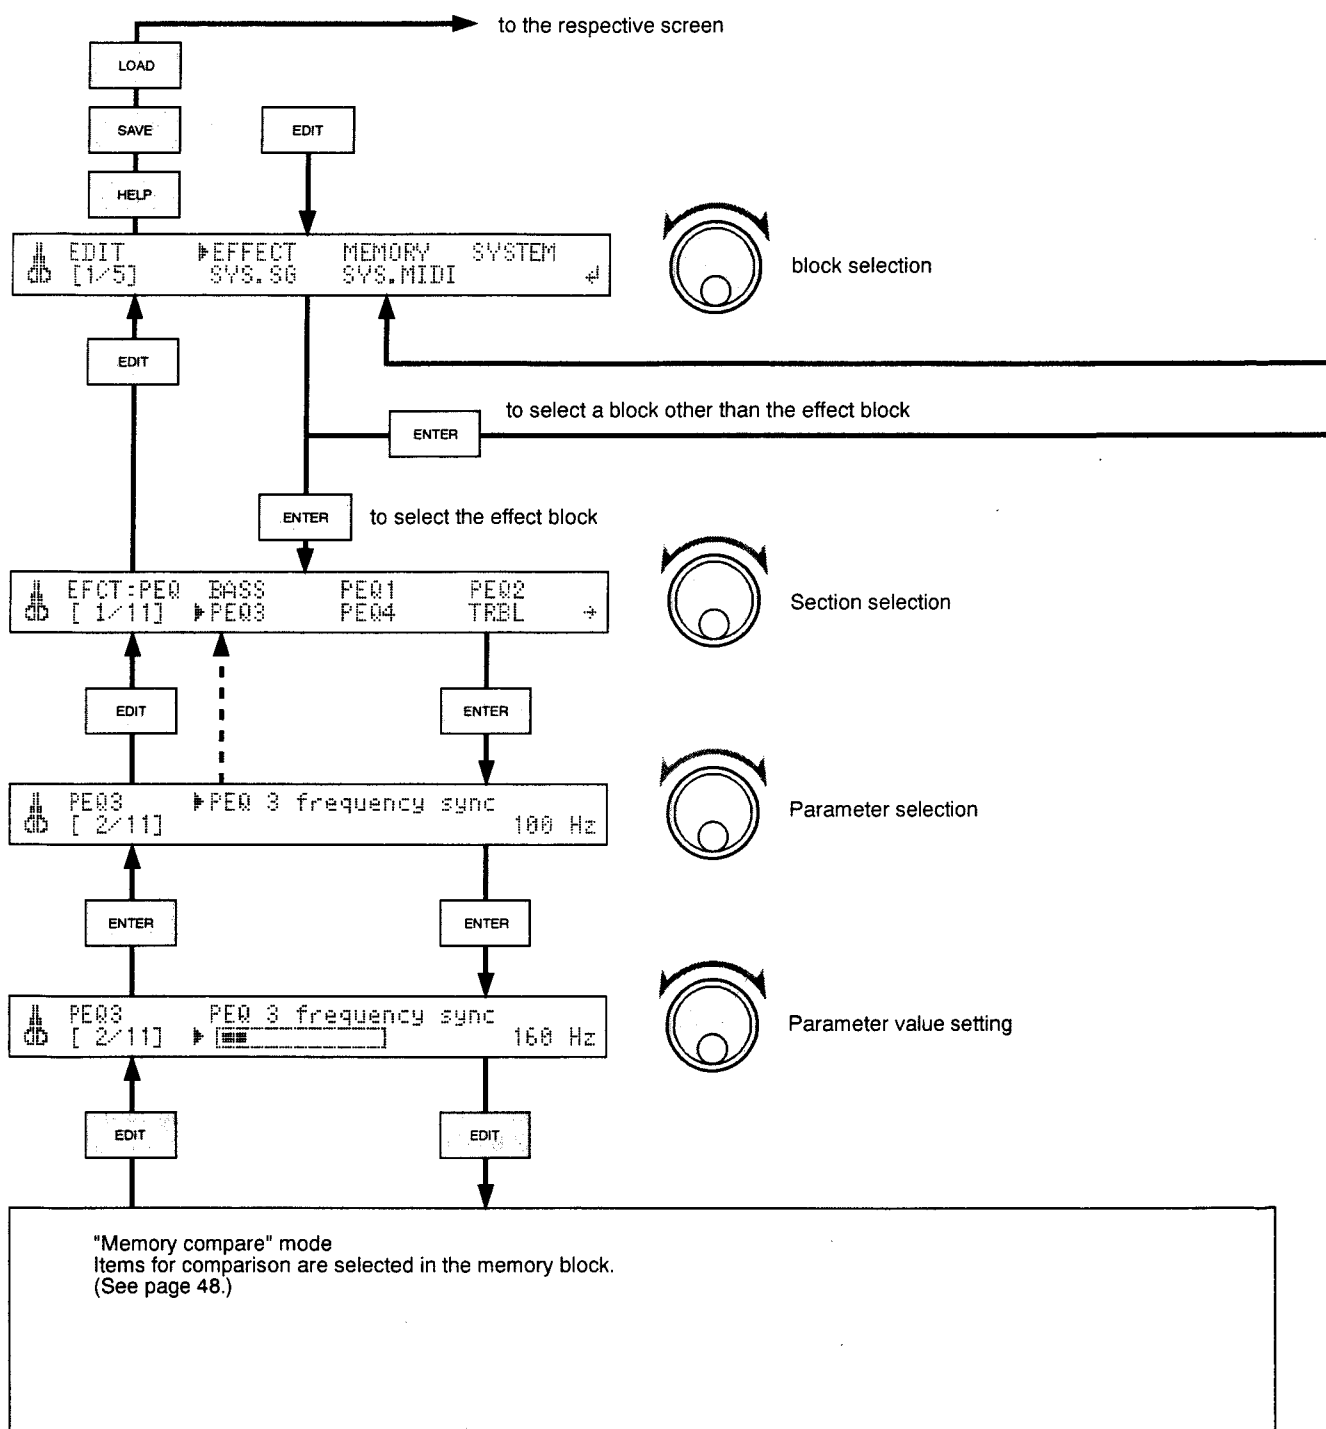 to the respective screen
LOAD
SAVE
EDIT
HELP
EDIT ▶EFFECT MEMORY SYSTEM
[1/5] SYS.SG SYS.MIDI ↵
block selection
EDIT
to select a block other than the effect block
ENTER
ENTER
to select the effect block
EFCT:PEQ BASS PEQ1 PEQ2
[ 1/11] ▶PEQ3 PEQ4 TRBL →
Section selection
EDIT
ENTER
PEQ3 ▶PEQ 3 frequency sync
[ 2/11] 100 Hz
Parameter selection
ENTER
ENTER
PEQ3 PEQ 3 frequency sync
[ 2/11] ▶ 160 Hz
Parameter value setting
EDIT
EDIT
"Memory compare" mode
Items for comparison are selected in the memory block.
(See page 48.)